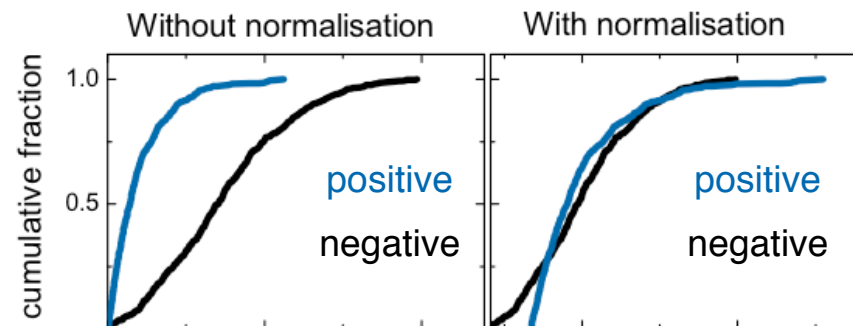 Without normalisation
With normalisation
cumulative fraction
1.0
0.5
positive
negative
positive
negative